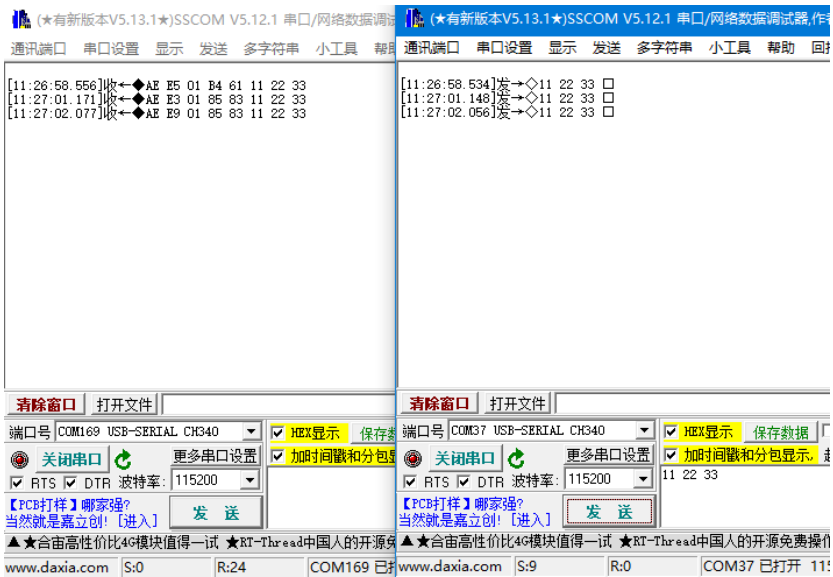 (★有新版本V5.13.1★)SSCOM V5.12.1 串口/网络数据调试
通讯端口 串口设置 显示 发送 多字符串 小工具 帮
[11:26:58.556]收←◆AE E5 01 B4 61 11 22 33
[11:27:01.171]收←◆AE E3 01 85 83 11 22 33
[11:27:02.077]收←◆AE E9 01 85 83 11 22 33
清除窗口 打开文件
端口号 COM169 USB-SERIAL CH340 HEX显示 保存
关闭串口 更多串口设置 加时间戳和分包
RTS DTR 波特率: 115200
【PCB打样】哪家强?
当然就是嘉立创! [进入] 发 送
▲★合宙高性价比4G模块值得一试 ★RT-Thread中国人的开源
www.daxia.com S:0 R:24 COM169 已
(★有新版本V5.13.1★)SSCOM V5.12.1 串口/网络数据调试器,作
通讯端口 串口设置 显示 发送 多字符串 小工具 帮助 回
[11:26:58.534]发→◇11 22 33 □
[11:27:01.148]发→◇11 22 33 □
[11:27:02.056]发→◇11 22 33 □
清除窗口 打开文件
端口号 COM37 USB-SERIAL CH340 HEX显示 保存数据
关闭串口 更多串口设置 加时间戳和分包显示,
RTS DTR 波特率: 115200 11 22 33
【PCB打样】哪家强?
当然就是嘉立创! [进入] 发 送
▲★合宙高性价比4G模块值得一试 ★RT-Thread中国人的开源免费操
www.daxia.com S:9 R:0 COM37 已打开 11